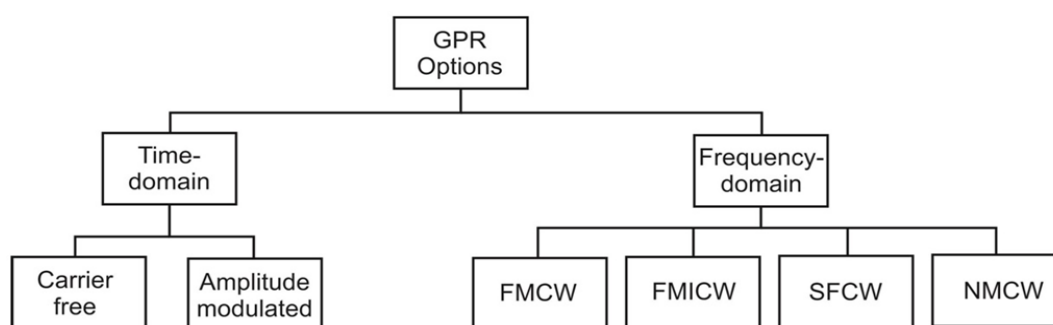 GPR
Options
Time-
domain
Frequency-
domain
Carrier
free
Amplitude
modulated
FMCW
FMICW
SFCW
NMCW